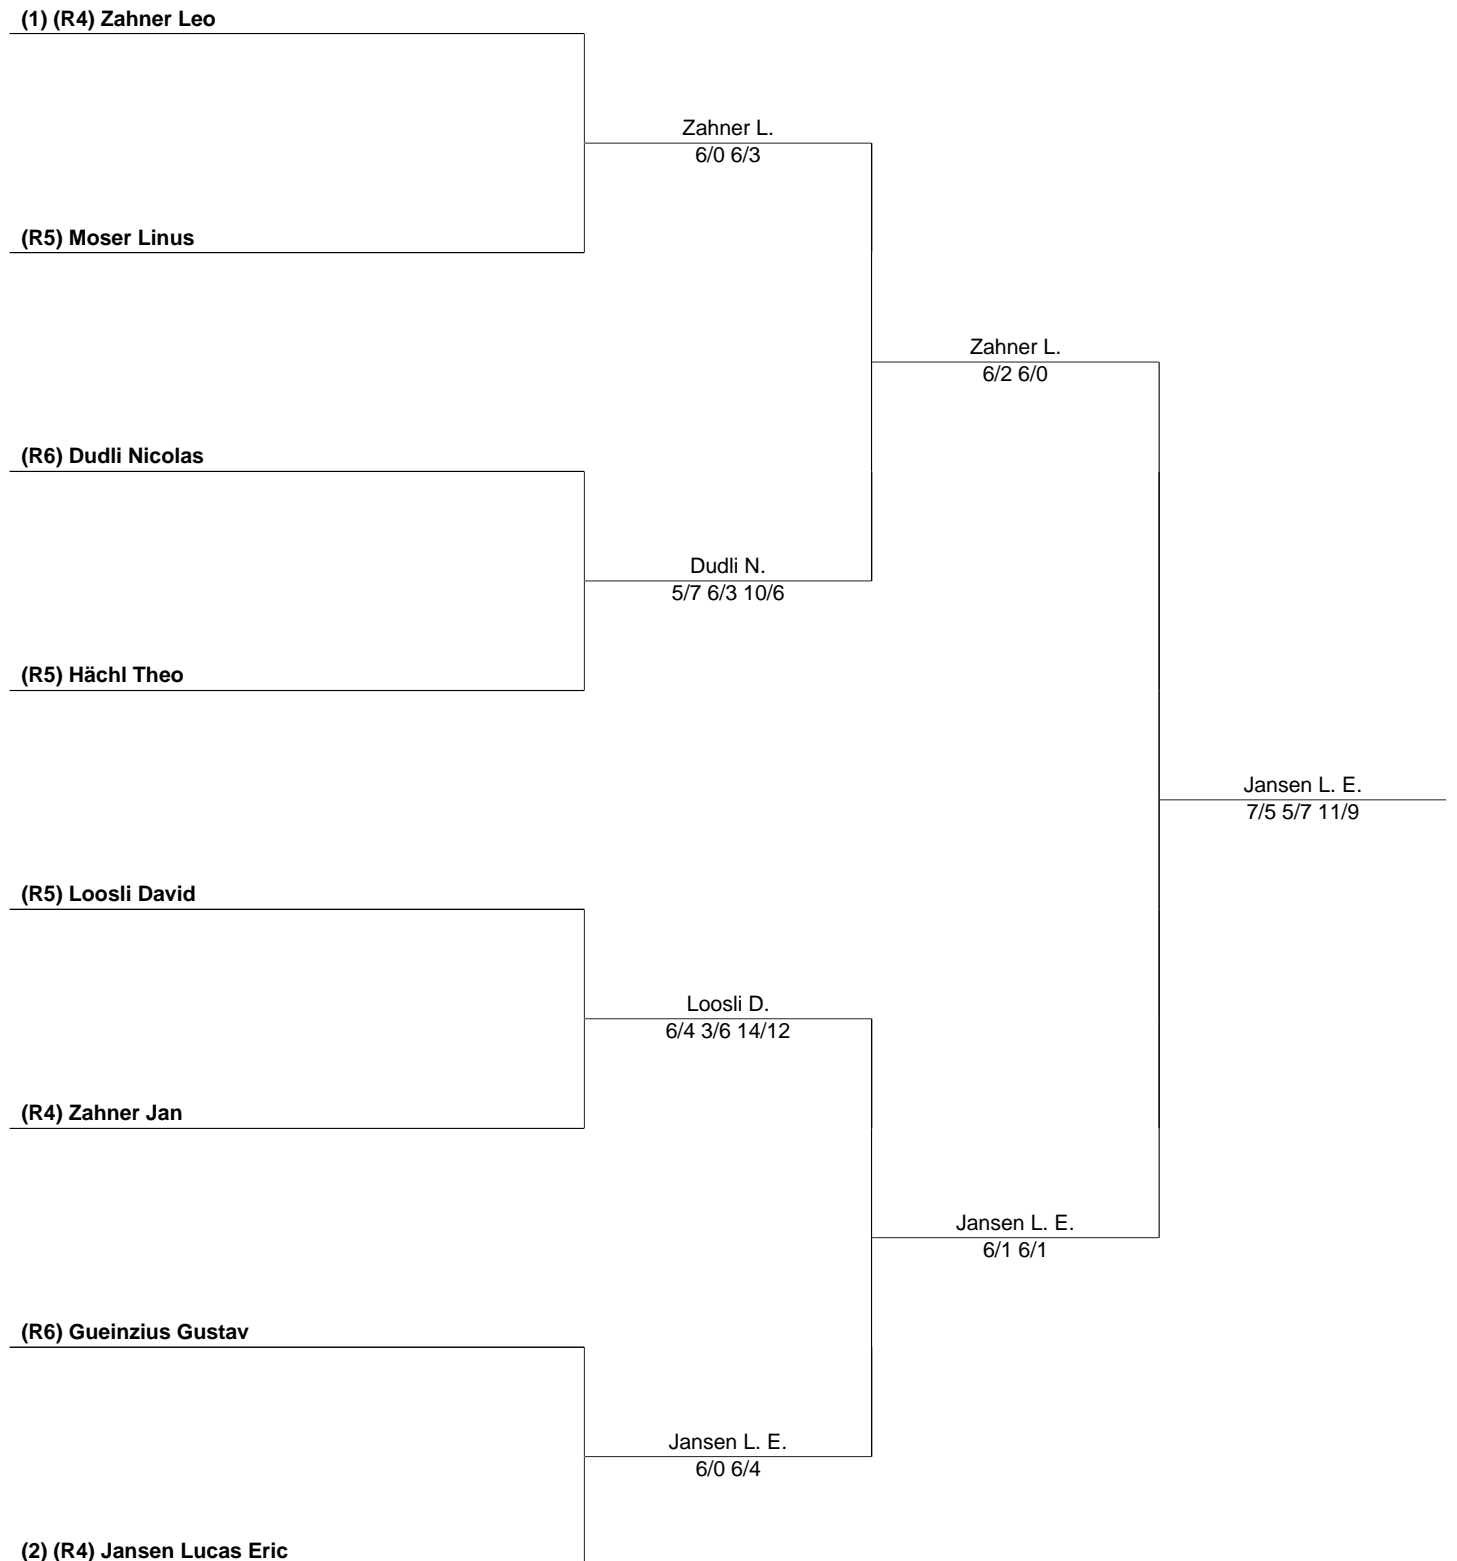 (1) (R4) Zahner Leo
Zahner L.
6/0 6/3
(R5) Moser Linus
Zahner L.
6/2 6/0
(R6) Dudli Nicolas
Dudli N.
5/7 6/3 10/6
(R5) Hächl Theo
Jansen L. E.
7/5 5/7 11/9
(R5) Loosli David
Loosli D.
6/4 3/6 14/12
(R4) Zahner Jan
Jansen L. E.
6/1 6/1
(R6) Gueinzius Gustav
Jansen L. E.
6/0 6/4
(2) (R4) Jansen Lucas Eric